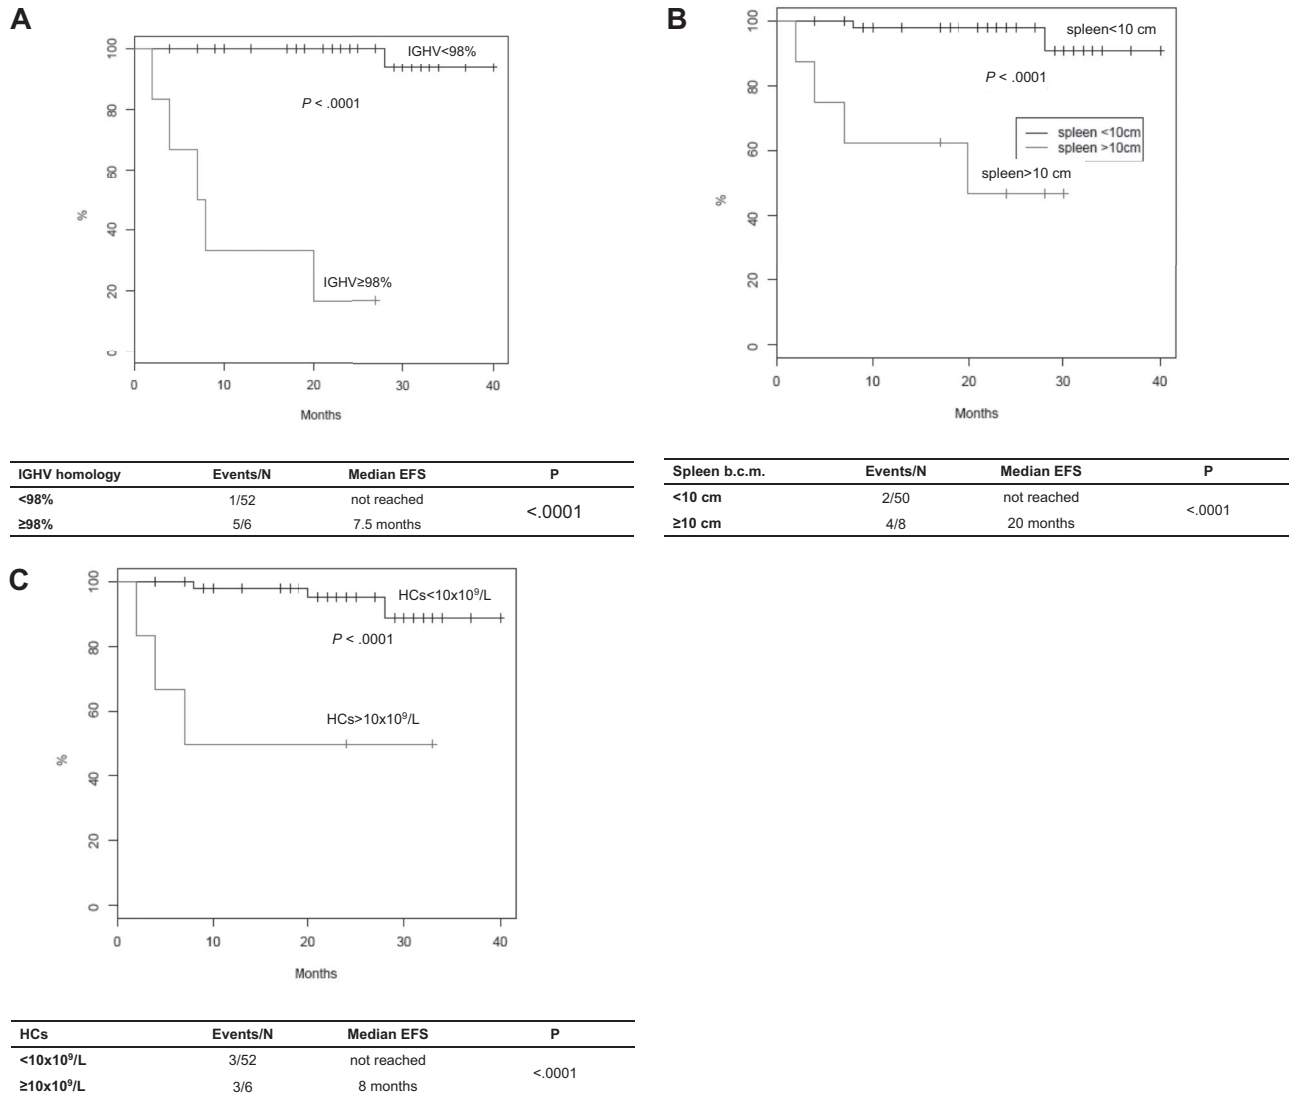 A
100
80
60
40
20
0
%
IGHV<98%
P < .0001
IGHV≥98%
0 10 20 30 40
Months
IGHV homology Events/N Median EFS P
<98% 1/52 not reached <.0001
≥98% 5/6 7.5 months
B
100
80
60
40
20
0
%
spleen<10 cm
P < .0001
spleen <10cm
spleen >10cm
spleen>10 cm
0 10 20 30 40
Months
Spleen b.c.m. Events/N Median EFS P
<10 cm 2/50 not reached <.0001
≥10 cm 4/8 20 months
C
100
80
60
40
20
0
%
HCs<10x10⁹/L
P < .0001
HCs>10x10⁹/L
0 10 20 30 40
Months
HCs Events/N Median EFS P
<10x10⁹/L 3/52 not reached <.0001
≥10x10⁹/L 3/6 8 months